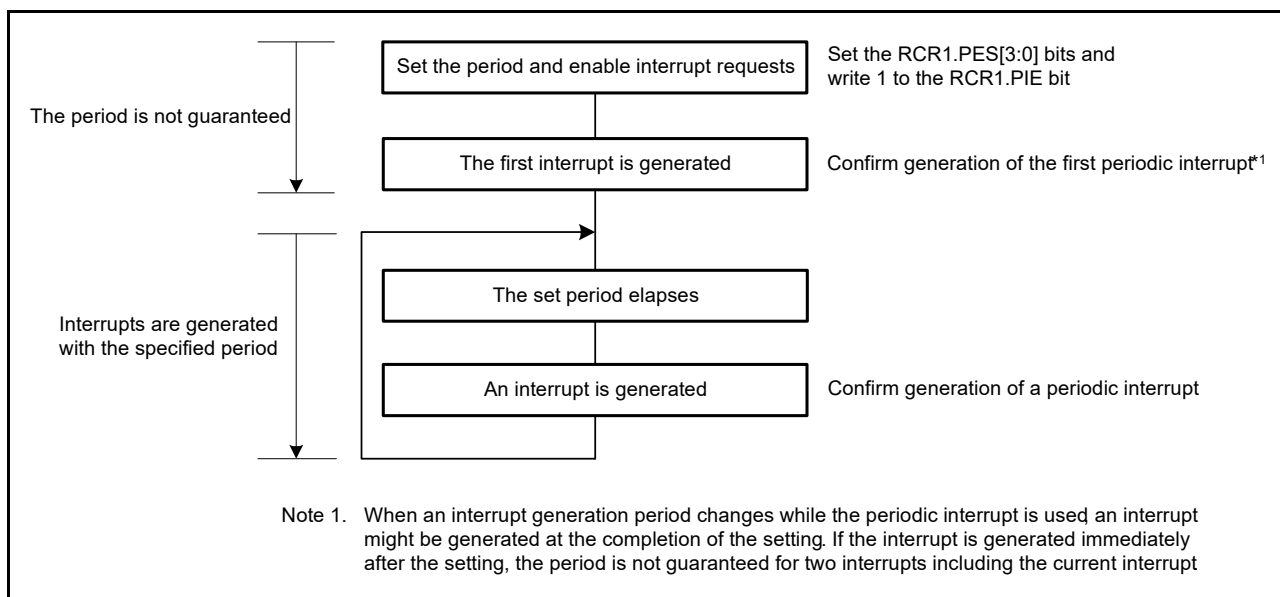 Set the period and enable interrupt requests
Set the RCR1.PES[3:0] bits and
write 1 to the RCR1.PIE bit
The period is not guaranteed
The first interrupt is generated
Confirm generation of the first periodic interrupt*1
The set period elapses
Interrupts are generated
with the specified period
An interrupt is generated
Confirm generation of a periodic interrupt
Note 1. When an interrupt generation period changes while the periodic interrupt is used, an interrupt
might be generated at the completion of the setting. If the interrupt is generated immediately
after the setting, the period is not guaranteed for two interrupts including the current interrupt